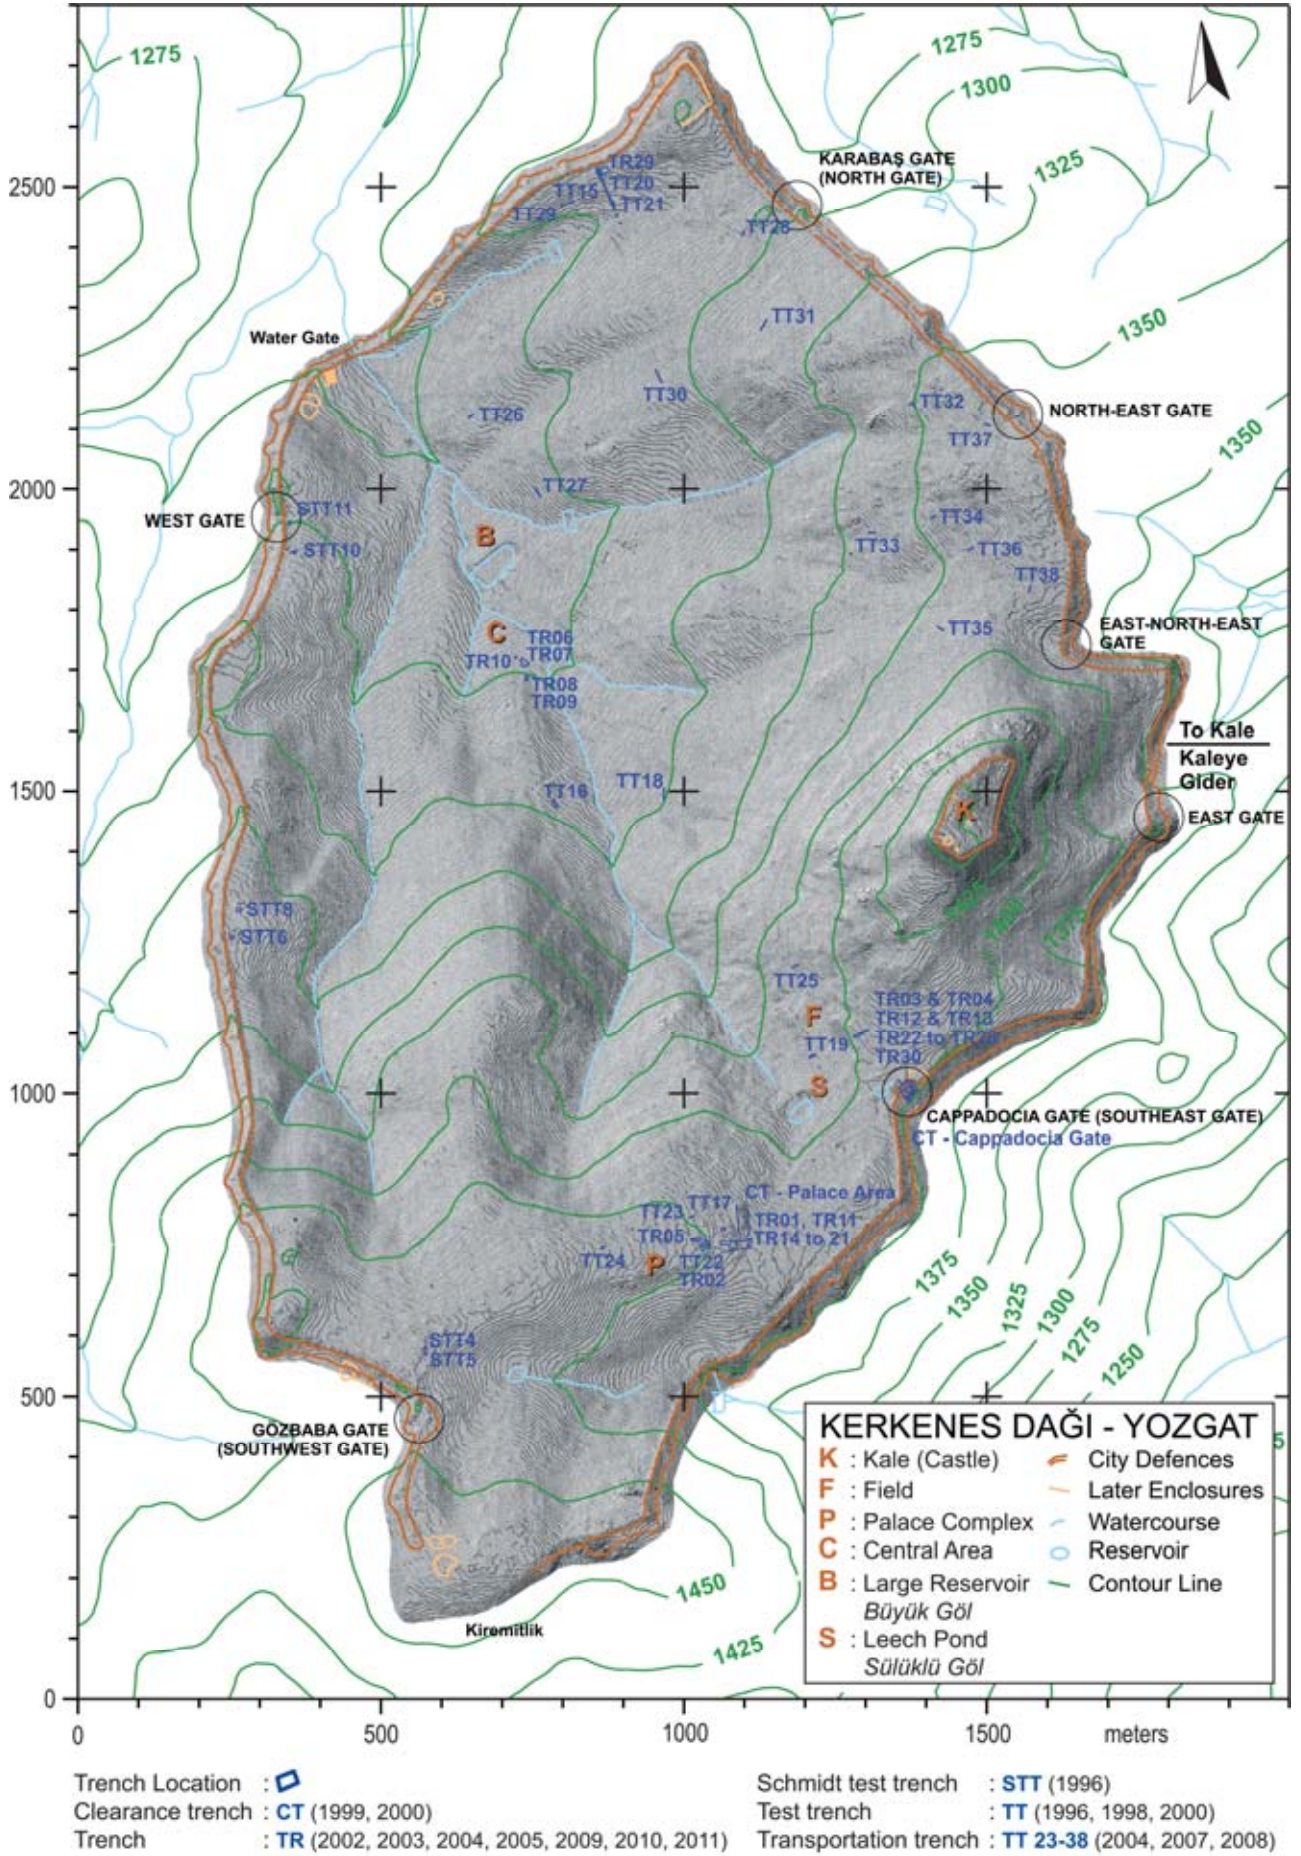 1275
1275
1300
KARABAŞ GATE
(NORTH GATE)
1325
2500
TR29
TT15
TT20
TT29
TT21
TT28
TT31
1350
Water Gate
TT30
TT26
TT32
NORTH-EAST GATE
TT37
1350
2000
TT27
WEST GATE
STT11
STT10
B
TT34
TT33
TT36
TT38
C
TR06
TR10
TR07
TR08
TR09
TT35
EAST-NORTH-EAST
GATE
To Kale
Kaleye
Gider
1500
TT18
TT16
K
EAST GATE
STT8
STT6
1375
TT25
F
TR03 & TR04
TR12 & TR13
TR22 to
TR30
TT19
S
1000
CAPPADOCIA GATE (SOUTHEAST GATE)
CT - Cappadocia Gate
CT - Palace Area
TT17
TT23
TR01, TR11
TR05
TR14 to 21
TT24
P
TT22
TR02
1375
1350
1325
1300
1275
1250
STT4
STT5
500
GÖZBABA GATE
(SOUTHWEST GATE)
1450
1425
Kiremitlik
KERKENES DAĞI - YOZGAT
K : Kale (Castle)
F : Field
P : Palace Complex
C : Central Area
B : Large Reservoir
Büyük Göl
S : Leech Pond
Sülüklü Göl
City Defences
Later Enclosures
Watercourse
Reservoir
Contour Line
0
0
500
1000
1500
meters
Trench Location :
Clearance trench : CT (1999, 2000)
Trench : TR (2002, 2003, 2004, 2005, 2009, 2010, 2011)
Schmidt test trench : STT (1996)
Test trench : TT (1996, 1998, 2000)
Transportation trench : TT 23-38 (2004, 2007, 2008)